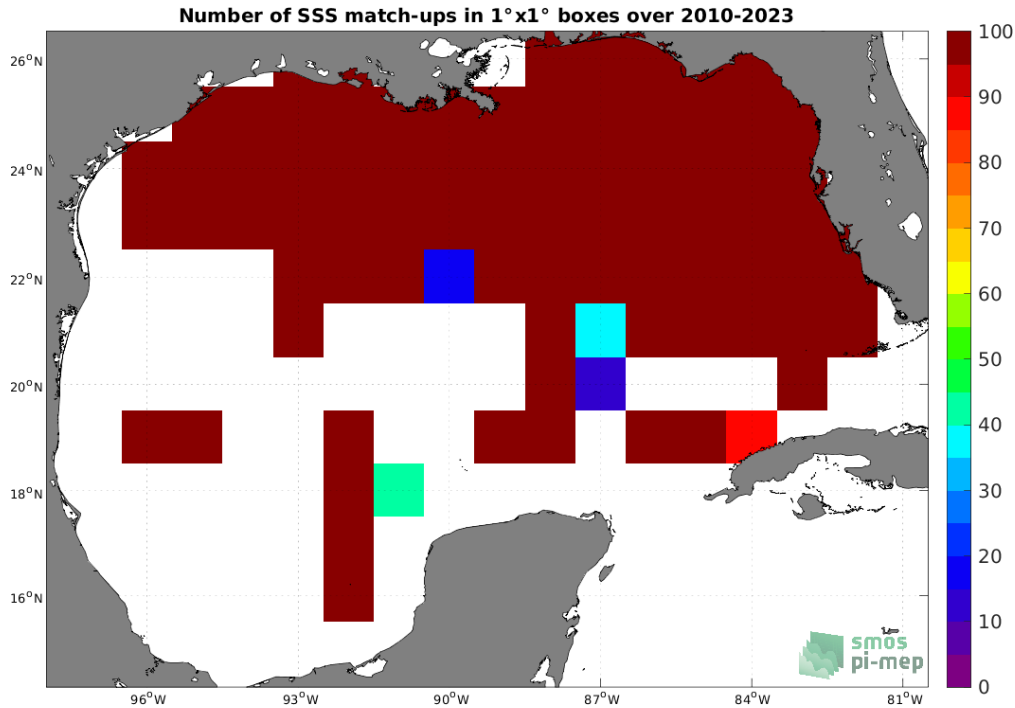 Number of SSS match-ups in 1°x1° boxes over 2010-2023
26°N
24°N
22°N
20°N
18°N
16°N
96°W
93°W
90°W
87°W
84°W
81°W
100
90
80
70
60
50
40
30
20
10
0
smos
pi-mep